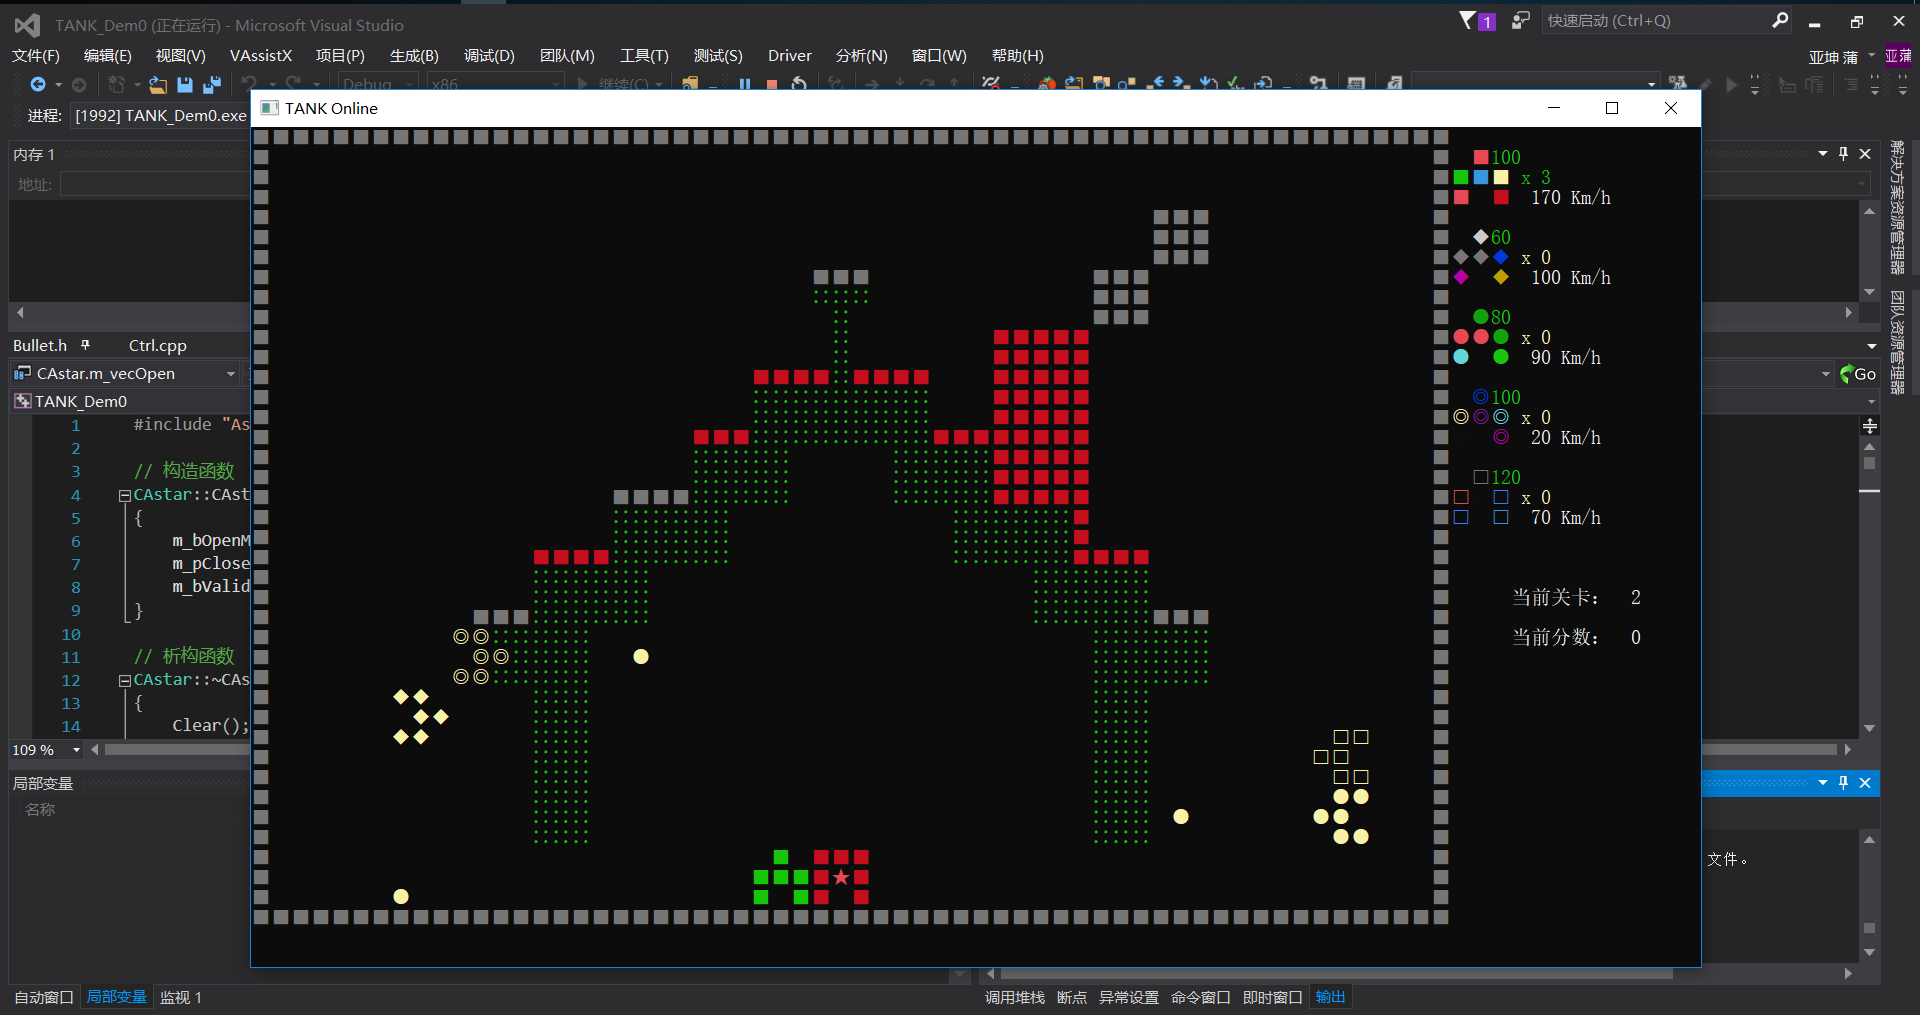 TANK_Dem0 (正在运行) - Microsoft Visual Studio
1
快速启动 (Ctrl+Q)
文件(F) 编辑(E) 视图(V) VAssistX 项目(P) 生成(B) 调试(D) 团队(M) 工具(T) 测试(S) Driver 分析(N) 窗口(W) 帮助(H)
亚坤 蒲
亚蒲
Debug x86 继续(C)
进程: [1992] TANK_Dem0.exe
TANK Online
内存 1
地址:
Bullet.h Ctrl.cpp
CAstar.m_vecOpen
Go
TANK_Dem0
1 #include "As
2
3 // 构造函数
4 CAstar::CAst
5 {
6 m_bOpenM
7 m_pClose
8 m_bValid
9 }
10
11 // 析构函数
12 CAstar::~CAs
13 {
14 Clear();
109 %
局部变量
名称
自动窗口 局部变量 监视 1
100
x 3
170 Km/h
60
x 0
100 Km/h
80
x 0
90 Km/h
100
x 0
20 Km/h
120
x 0
70 Km/h
当前关卡: 2
当前分数: 0
解决方案资源管理器
团队资源管理器
文件。
调用堆栈 断点 异常设置 命令窗口 即时窗口 输出